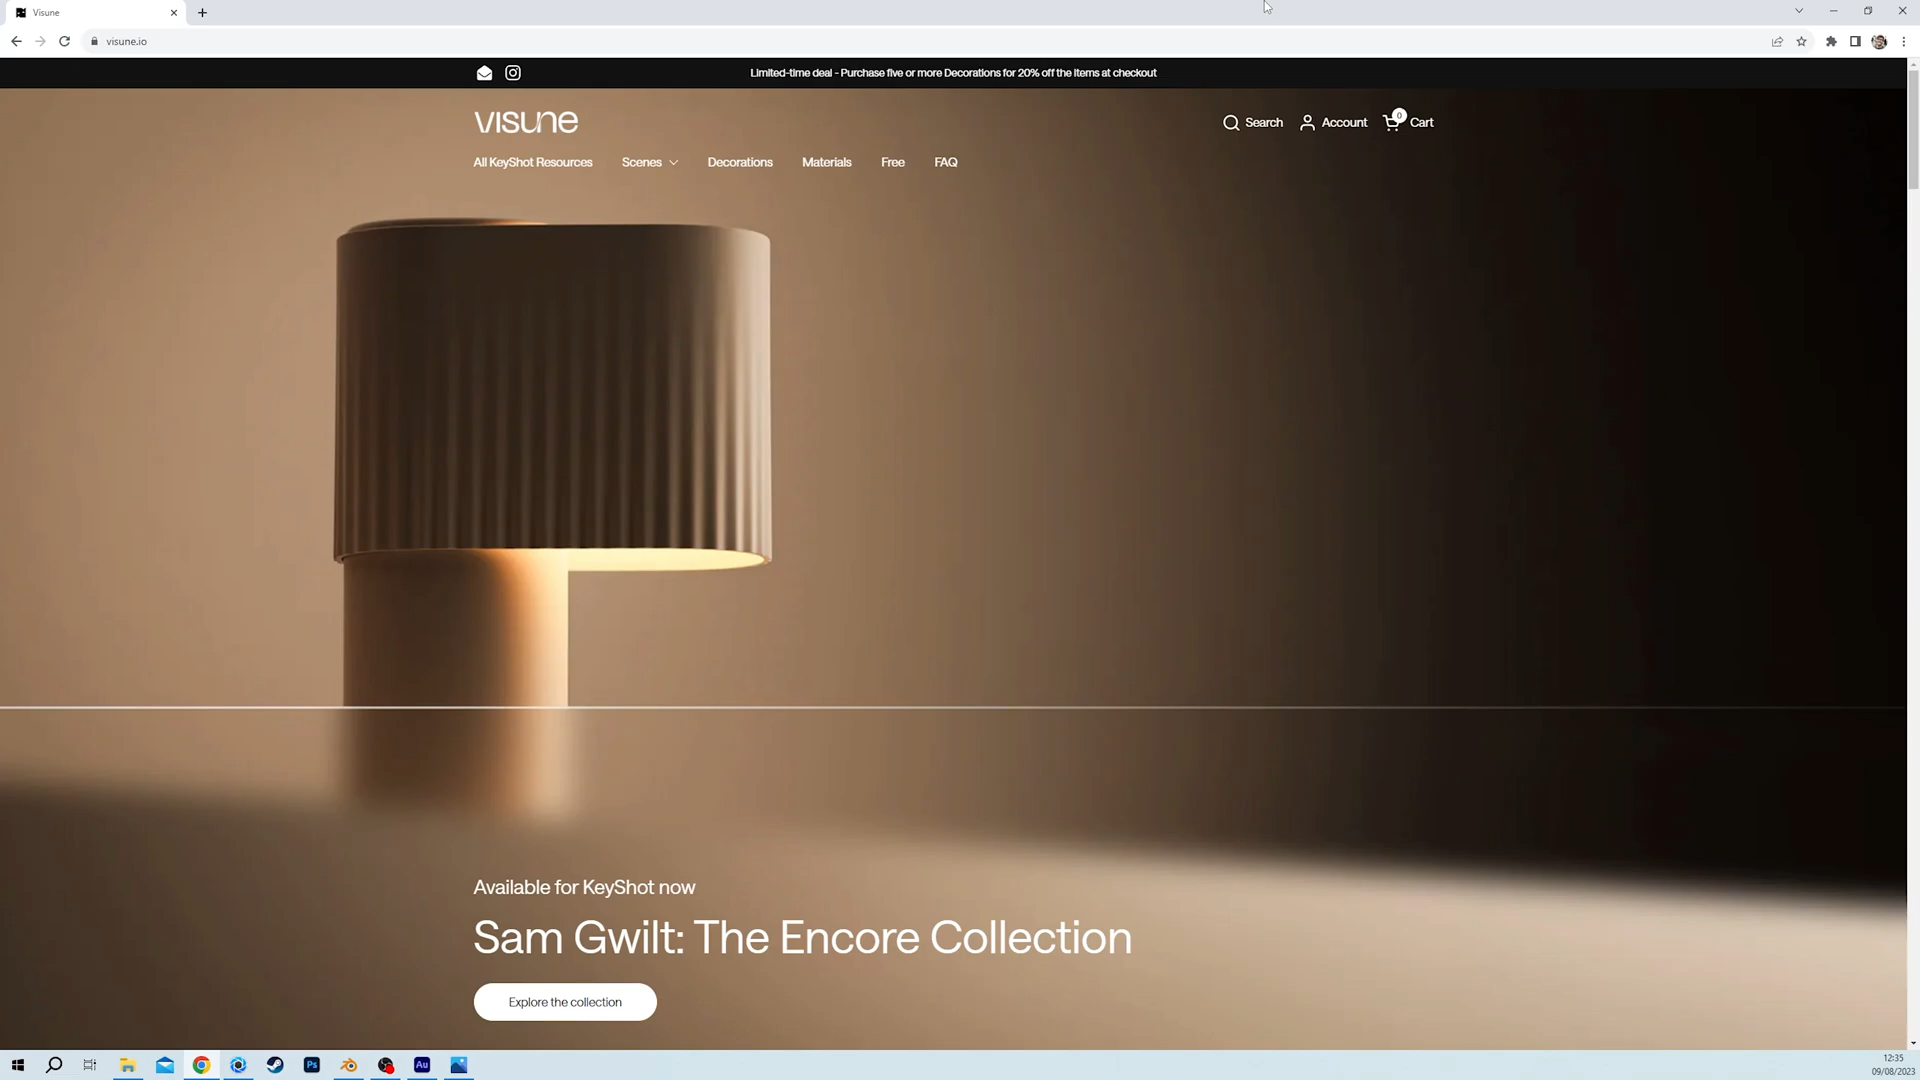 Visune
visune.io
Limited-time deal - Purchase five or more Decorations for 20% off the items at checkout
visune
Search
Account
0
Cart
All KeyShot Resources
Scenes
Decorations
Materials
Free
FAQ
Available for KeyShot now
Sam Gwilt: The Encore Collection
Explore the collection
Ps
Au
12:35
09/08/2023